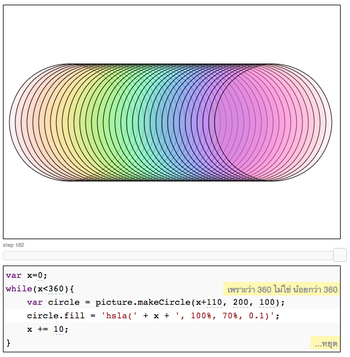 step 182
var x=0;
while(x<360){
เพราะว่า 360 ไม่ใช่ น้อยกว่า 360
var circle = picture.makeCircle(x+110, 200, 100);
circle.fill = 'hsla(' + x + ', 100%, 70%, 0.1)';
x += 10;
}
...หยุด